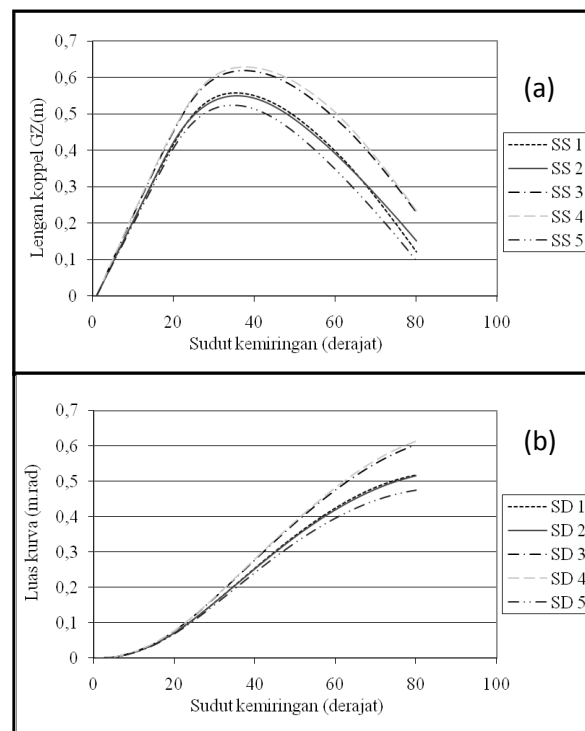 0,7
0,6
0,5
0,4
0,3
0,2
0,1
0
Lengan koppel GZ(m)
0 20 40 60 80 100
Sudut kemiringan (derajat)
(a)
SS 1
SS 2
SS 3
SS 4
SS 5
0,7
0,6
0,5
0,4
0,3
0,2
0,1
0
Luas kurva (m.rad)
0 20 40 60 80 100
Sudut kemiringan (derajat)
(b)
SD 1
SD 2
SD 3
SD 4
SD 5